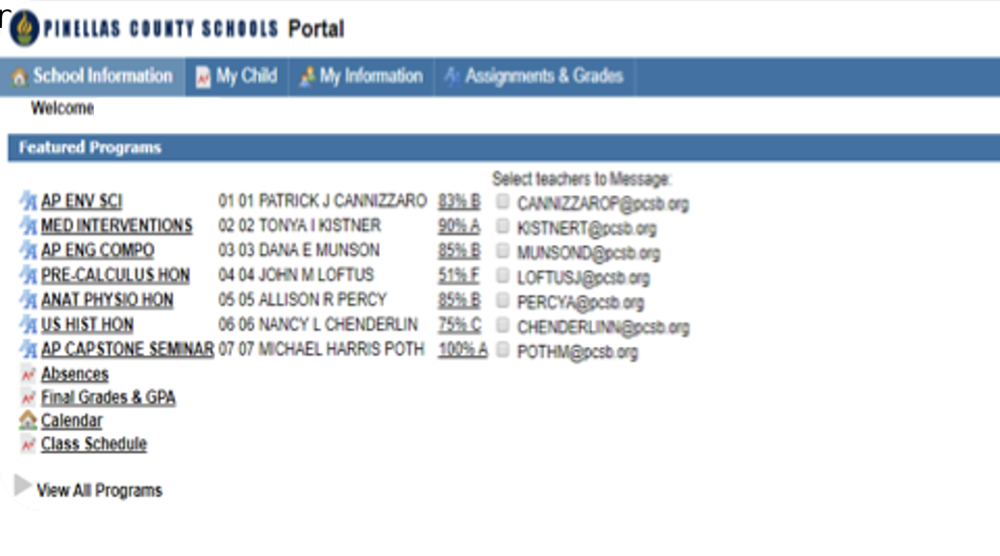 r
PINELLAS COUNTY SCHOOLS Portal
School Information My Child My Information Assignments & Grades
Welcome
Featured Programs
Select teachers to Message:
AP ENV SCI 01 01 PATRICK J CANNIZZARO 83% B CANNIZZAROP@pcsb.org
MED INTERVENTIONS 02 02 TONYA I KISTNER 90% A KISTNERT@pcsb.org
AP ENG COMPO 03 03 DANA E MUNSON 85% B MUNSOND@pcsb.org
PRE-CALCULUS HON 04 04 JOHN M LOFTUS 51% F LOFTUSJ@pcsb.org
ANAT PHYSIO HON 05 05 ALLISON R PERCY 85% B PERCYA@pcsb.org
US HIST HON 06 06 NANCY L CHENDERLIN 75% C CHENDERLINN@pcsb.org
AP CAPSTONE SEMINAR 07 07 MICHAEL HARRIS POTH 100% A POTHM@pcsb.org
Absences
Final Grades & GPA
Calendar
Class Schedule
View All Programs